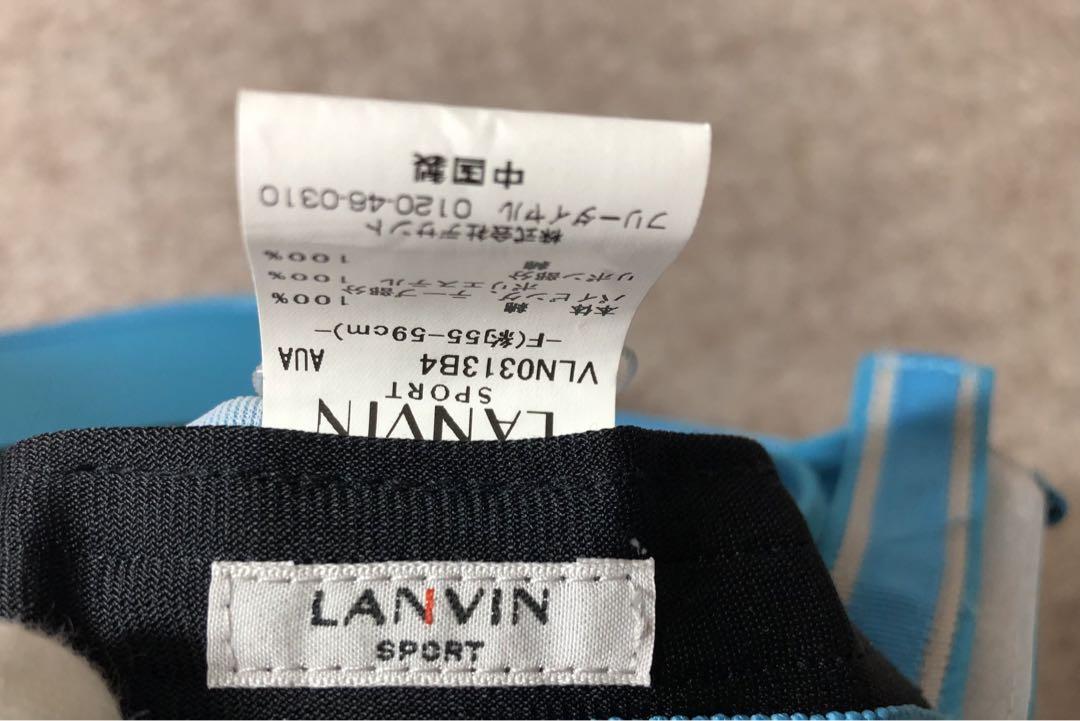 LANVIN
SPORT
VLN0313B4 AUA
-F(約55-59cm)-
本体 綿 100%
パイピング、テープ部分
ポリエステル 100%
リボン部分
綿 100%
株式会社デサント
フリーダイヤル 0120-46-0310
中国製
LANVIN
SPORT